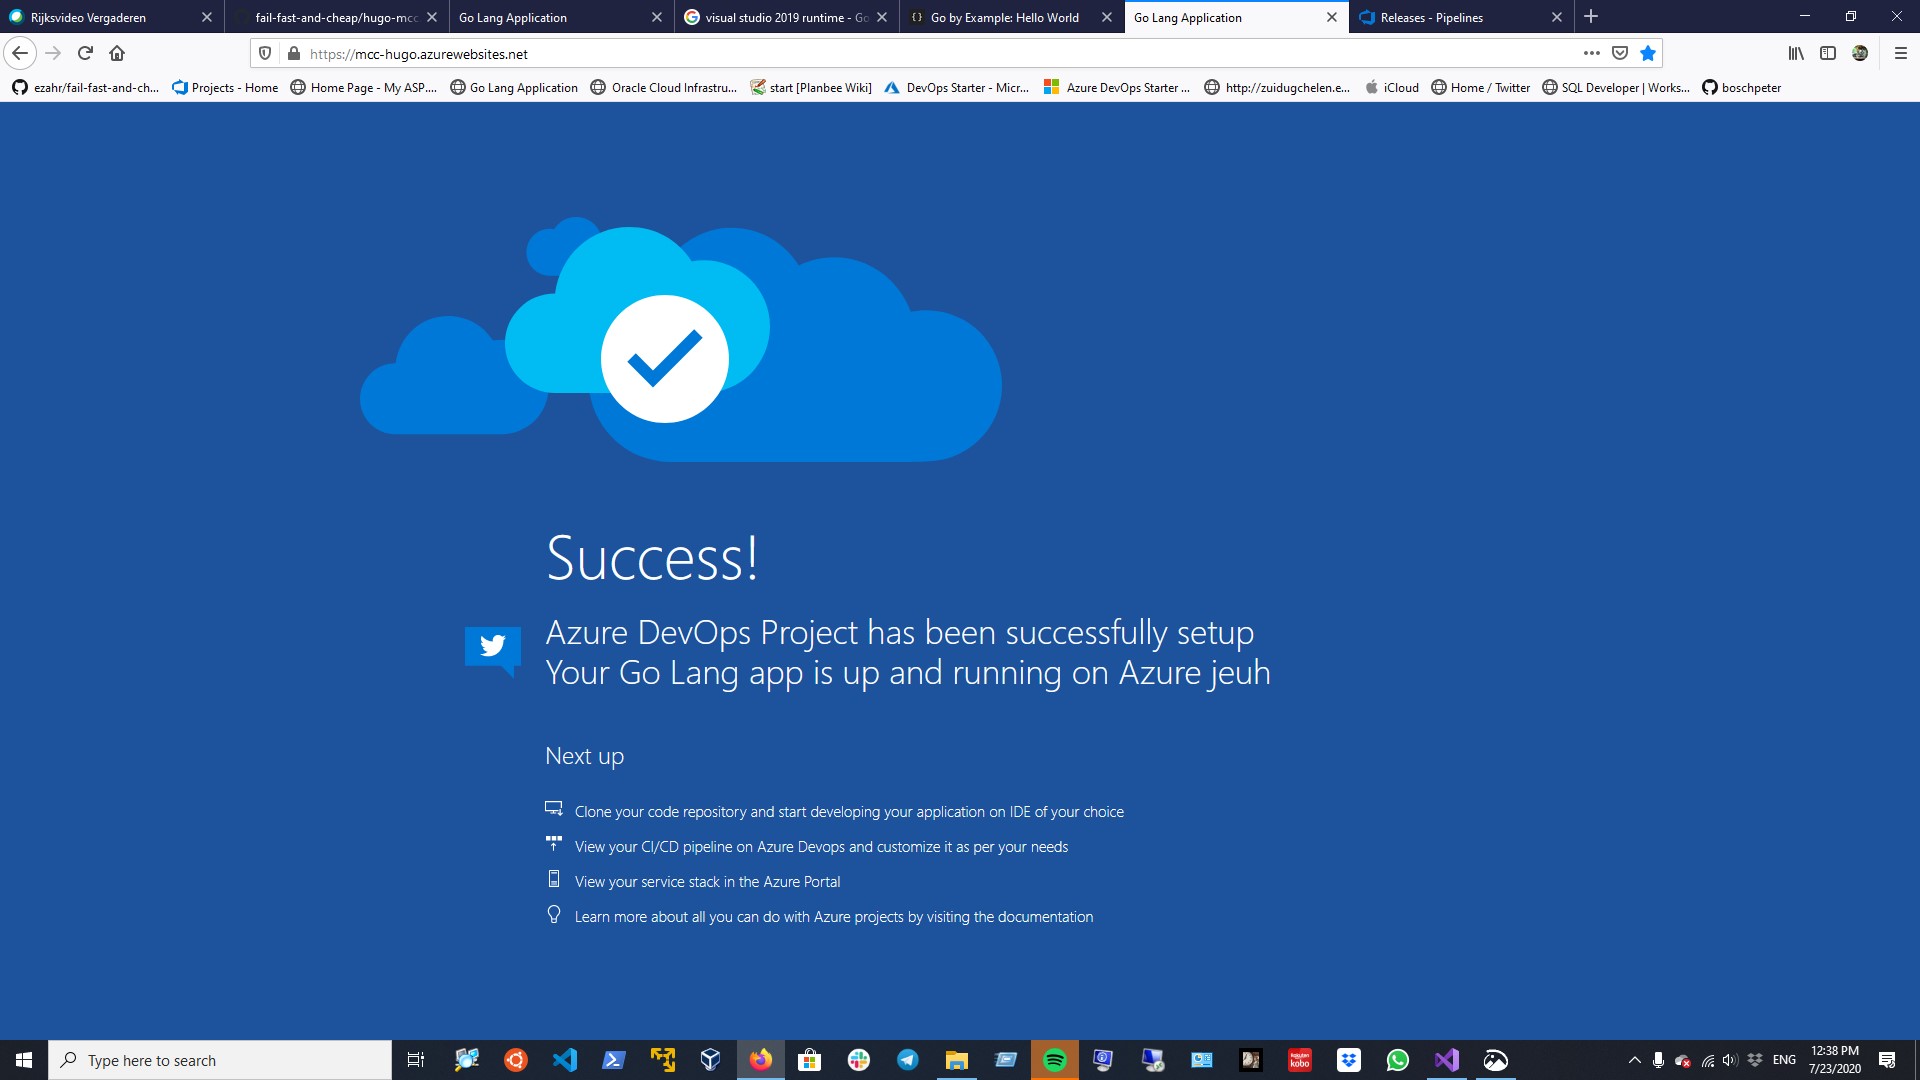 Rijksvideo Vergaderen
fail-fast-and-cheap/hugo-mcc
Go Lang Application
visual studio 2019 runtime - Go
Go by Example: Hello World
Go Lang Application
Releases - Pipelines
https://mcc-hugo.azurewebsites.net
ezahr/fail-fast-and-ch...
Projects - Home
Home Page - My ASP....
Go Lang Application
Oracle Cloud Infrastru...
start [Planbee Wiki]
DevOps Starter - Micr...
Azure DevOps Starter ...
http://zuidugchelen.e...
iCloud
Home / Twitter
SQL Developer | Works...
boschpeter
Success!
Azure DevOps Project has been successfully setup
Your Go Lang app is up and running on Azure jeuh
Next up
Clone your code repository and start developing your application on IDE of your choice
View your CI/CD pipeline on Azure Devops and customize it as per your needs
View your service stack in the Azure Portal
Learn more about all you can do with Azure projects by visiting the documentation
Type here to search
Rakuten
kobo
ENG
12:38 PM
7/23/2020